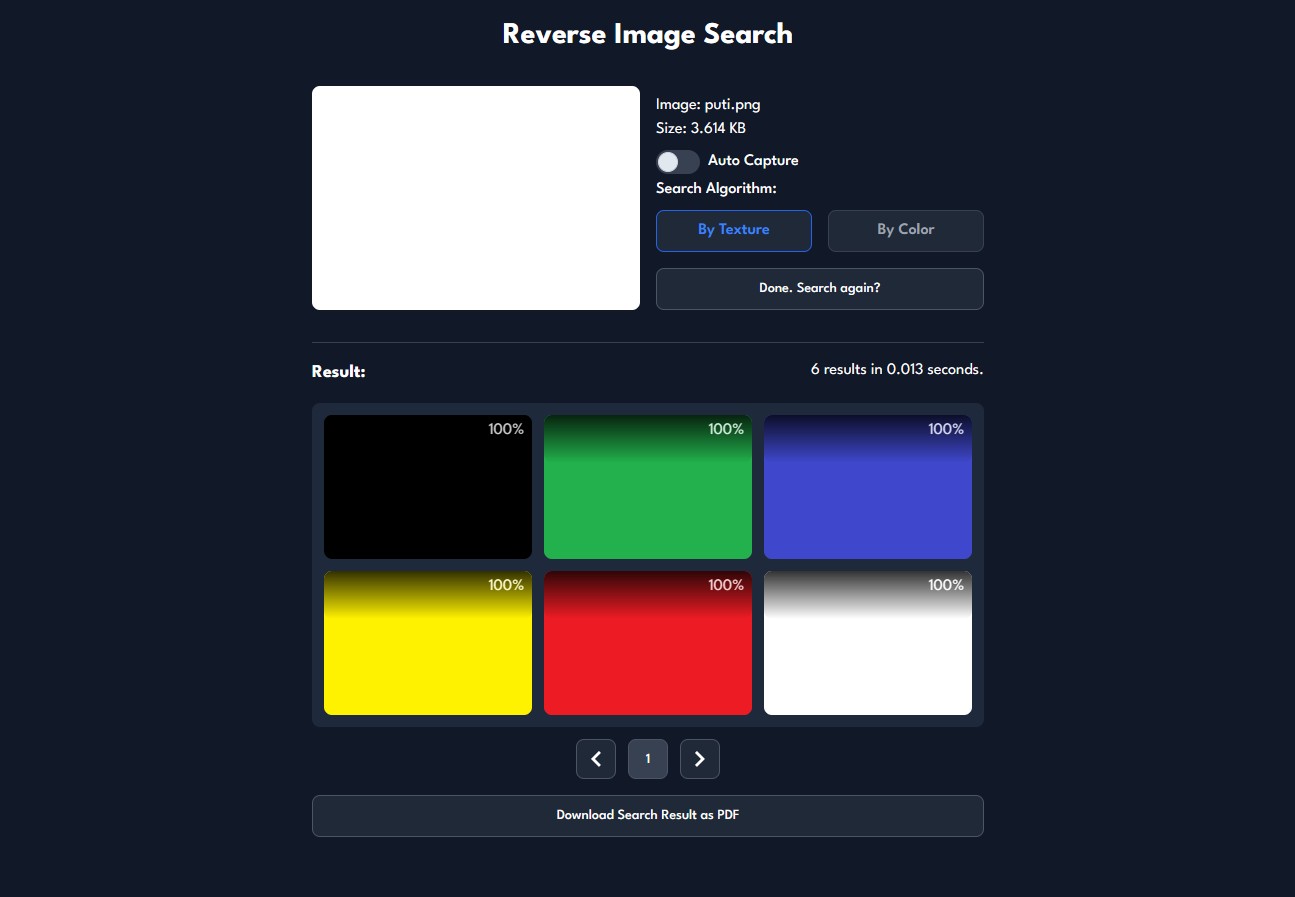 Reverse Image Search
Image: puti.png
Size: 3.614 KB
Auto Capture
Search Algorithm:
By Texture
By Color
Done. Search again?
Result:
6 results in 0.013 seconds.
100%
100%
100%
100%
100%
100%
1
Download Search Result as PDF